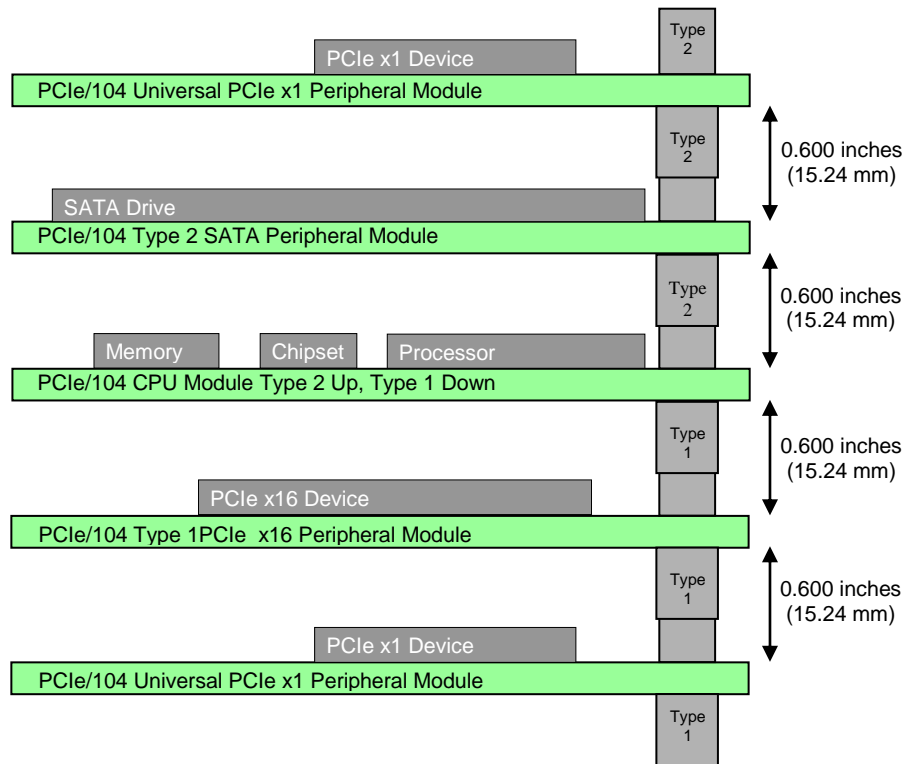 Type
2
PCIe x1 Device
PCIe/104 Universal PCIe x1 Peripheral Module
Type
2
0.600 inches
(15.24 mm)
SATA Drive
PCIe/104 Type 2 SATA Peripheral Module
Type
2
0.600 inches
(15.24 mm)
Memory
Chipset
Processor
PCIe/104 CPU Module Type 2 Up, Type 1 Down
Type
1
0.600 inches
(15.24 mm)
PCIe x16 Device
PCIe/104 Type 1PCIe x16 Peripheral Module
Type
1
0.600 inches
(15.24 mm)
PCIe x1 Device
PCIe/104 Universal PCIe x1 Peripheral Module
Type
1